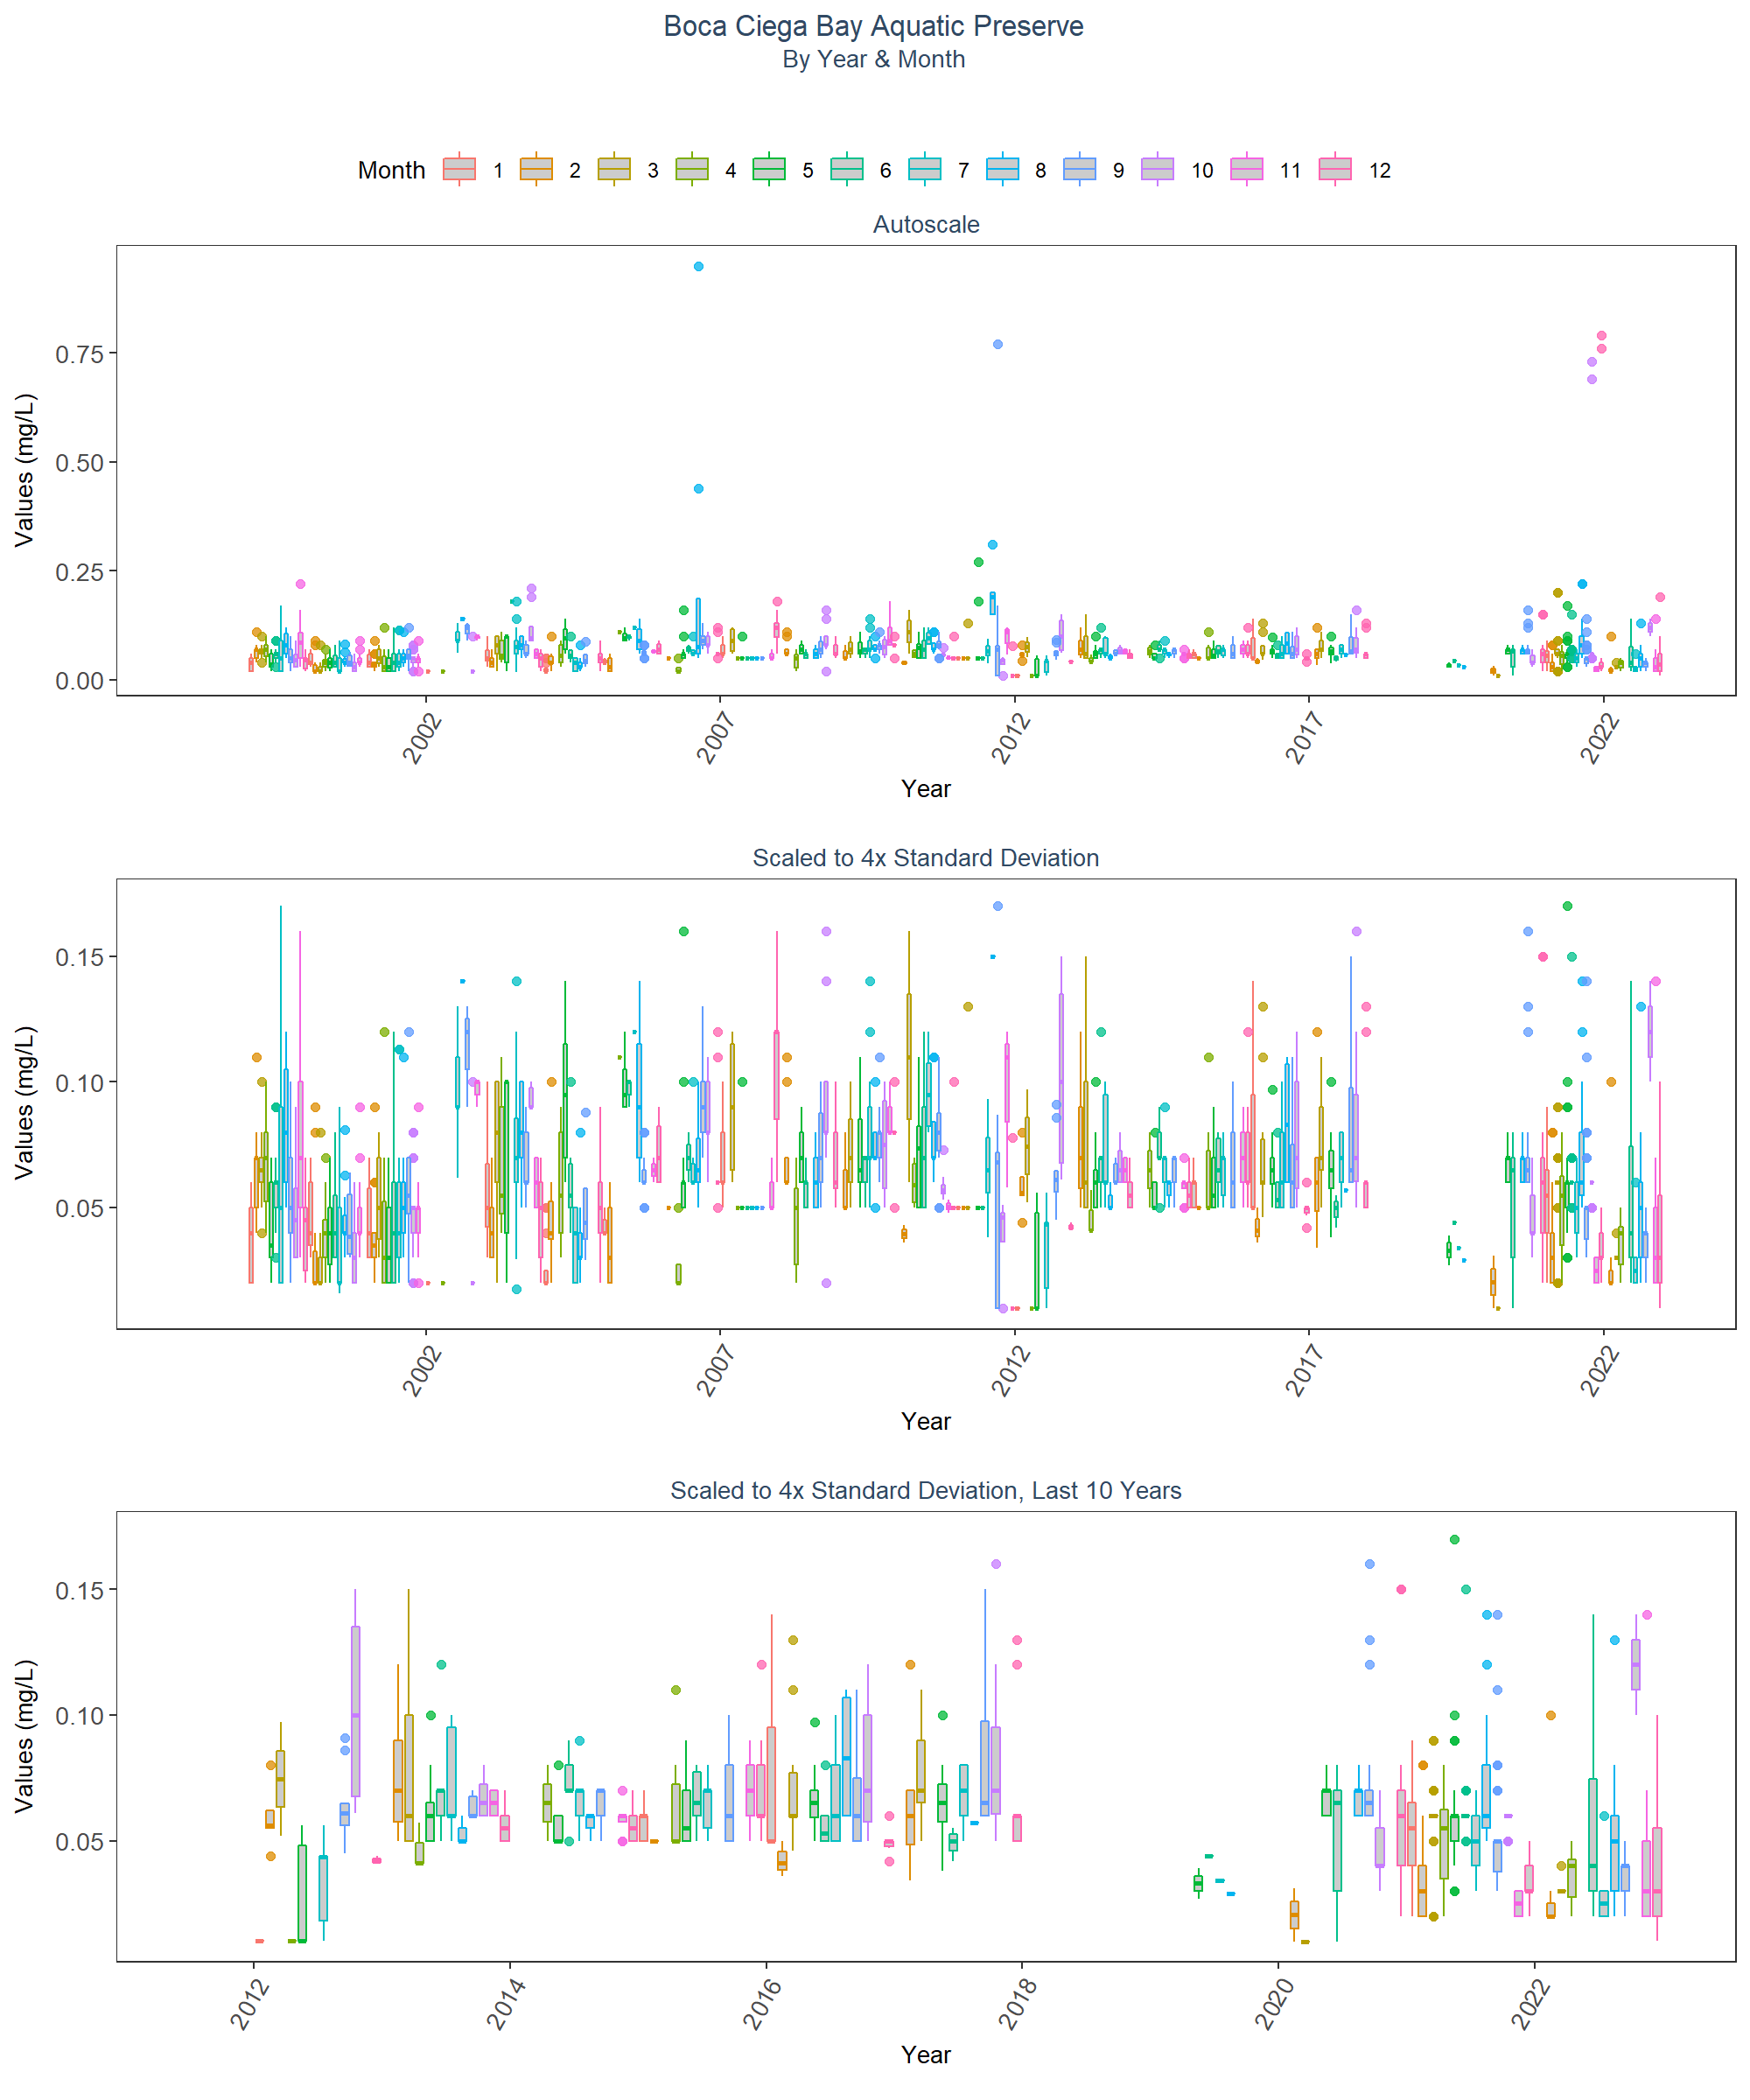 Boca Ciega Bay Aquatic Preserve
By Year & Month
Month 1 2 3 4 5 6 7 8 9 10 11 12
Autoscale
Values (mg/L)
0.75
0.50
0.25
0.00
2002 2007 2012 2017 2022
Year
Scaled to 4x Standard Deviation
Values (mg/L)
0.15
0.10
0.05
2002 2007 2012 2017 2022
Year
Scaled to 4x Standard Deviation, Last 10 Years
Values (mg/L)
0.15
0.10
0.05
2012 2014 2016 2018 2020 2022
Year